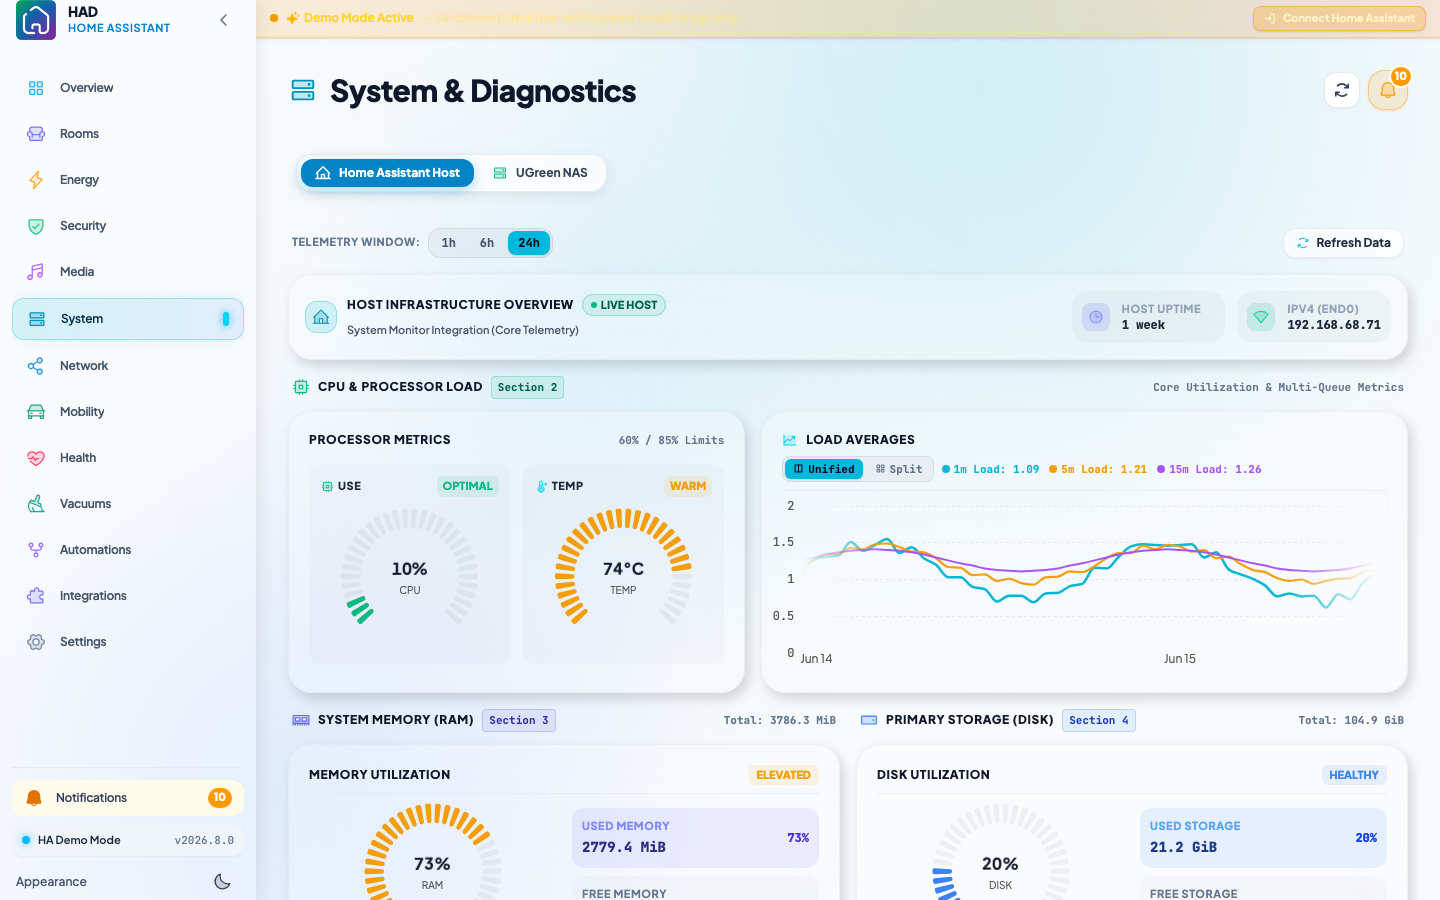 HAD
HOME ASSISTANT
Overview
Rooms
Energy
Security
Media
System
Network
Mobility
Health
Vacuums
Automations
Integrations
Settings
Notifications
10
HA Demo Mode
v2026.8.0
Appearance
Demo Mode Active
Connect Home Assistant
System & Diagnostics
10
Home Assistant Host
UGreen NAS
TELEMETRY WINDOW:
1h
6h
24h
Refresh Data
HOST INFRASTRUCTURE OVERVIEW
LIVE HOST
System Monitor Integration (Core Telemetry)
HOST UPTIME
1 week
IPV4 (END0)
192.168.68.71
CPU & PROCESSOR LOAD
Section 2
Core Utilization & Multi-Queue Metrics
PROCESSOR METRICS
60% / 85% Limits
USE
OPTIMAL
10%
CPU
TEMP
WARM
74°C
TEMP
LOAD AVERAGES
Unified
Split
1m Load: 1.09
5m Load: 1.21
15m Load: 1.26
2
1.5
1
0.5
0
Jun 14
Jun 15
SYSTEM MEMORY (RAM)
Section 3
Total: 3786.3 MiB
PRIMARY STORAGE (DISK)
Section 4
Total: 104.9 GiB
MEMORY UTILIZATION
ELEVATED
73%
RAM
USED MEMORY
2779.4 MiB
73%
FREE MEMORY
DISK UTILIZATION
HEALTHY
20%
DISK
USED STORAGE
21.2 GiB
20%
FREE STORAGE